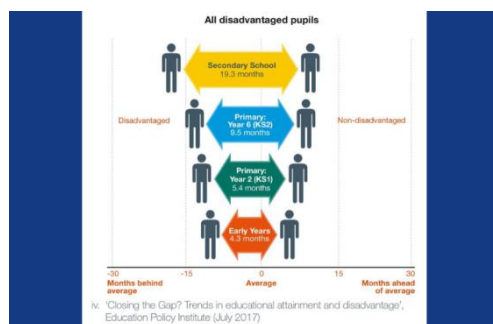 All disadvantaged pupils
Secondary School
19.3 months
Disadvantaged
Primary:
Year 6 (KS2)
9.5 months
Non-disadvantaged
Primary:
Year 2 (KS1)
5.4 months
Early Years
4.3 months
-30
-15
0
15
30
Months behind
average
Average
Months ahead
of average
iv. 'Closing the Gap? Trends in educational attainment and disadvantage',
Education Policy Institute (July 2017)